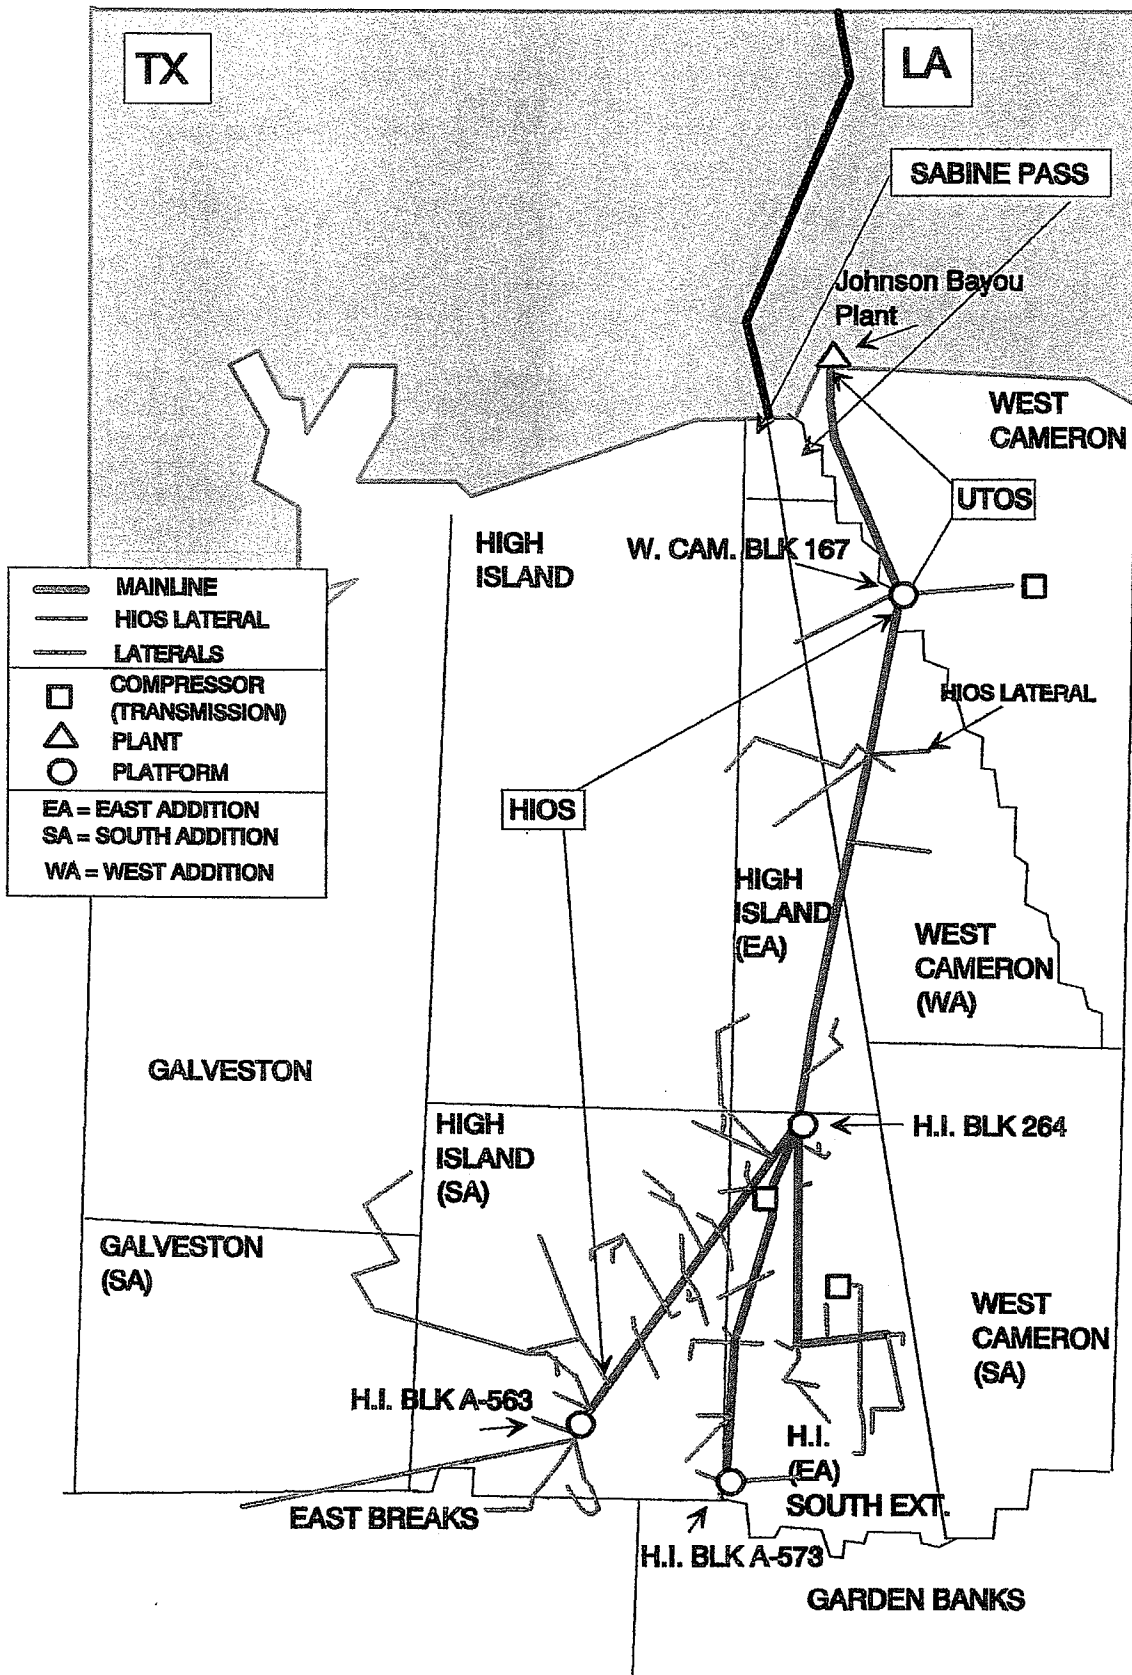 TX
LA
SABINE PASS
Johnson Bayou
Plant
WEST
CAMERON
UTOS
HIGH
ISLAND
W. CAM. BLK 167
MAINLINE
HIOS LATERAL
LATERALS
COMPRESSOR
(TRANSMISSION)
PLANT
PLATFORM
EA = EAST ADDITION
SA = SOUTH ADDITION
WA = WEST ADDITION
HIOS LATERAL
HIOS
HIGH
ISLAND
(EA)
WEST
CAMERON
(WA)
GALVESTON
HIGH
ISLAND
(SA)
H.I. BLK 264
GALVESTON
(SA)
WEST
CAMERON
(SA)
H.I. BLK A-563
H.I.
(EA)
SOUTH EXT.
EAST BREAKS
H.I. BLK A-573
GARDEN BANKS